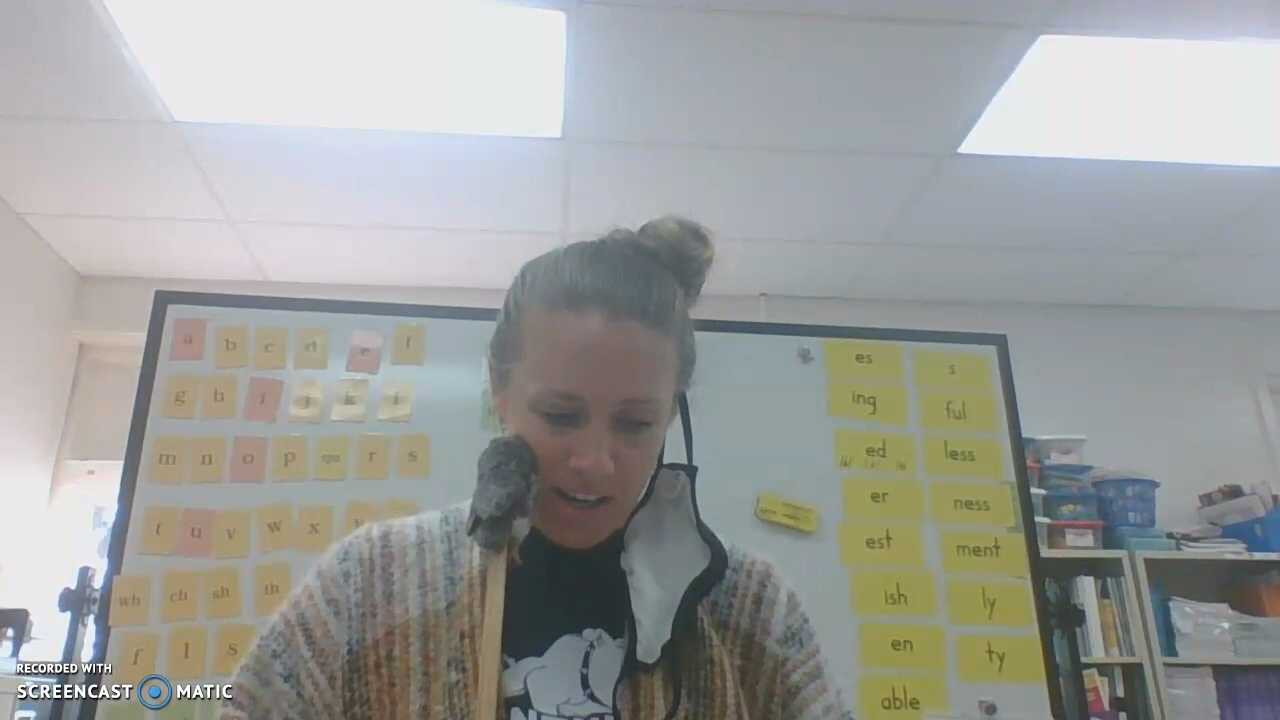 a b c d e f
g h i j k l
m n o p qu r s
t u v w x
wh ch sh th
f l s
es s
ing ful
ed less
er ness
est ment
ish ly
en ty
able
RECORDED WITH
SCREENCAST MATIC